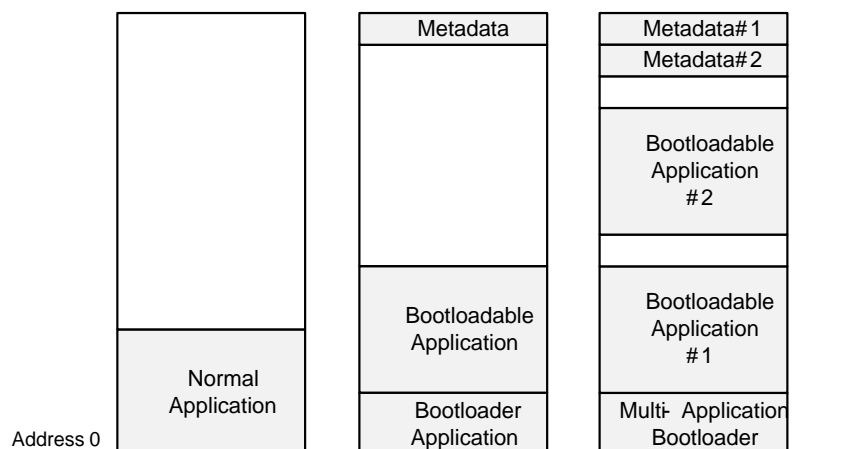 Metadata
Metadata#1
Metadata#2
Bootloadable
Application
#2
Bootloadable
Application
#1
Bootloadable
Application
Normal
Application
Bootloader
Application
Multi- Application
Bootloader
Address 0